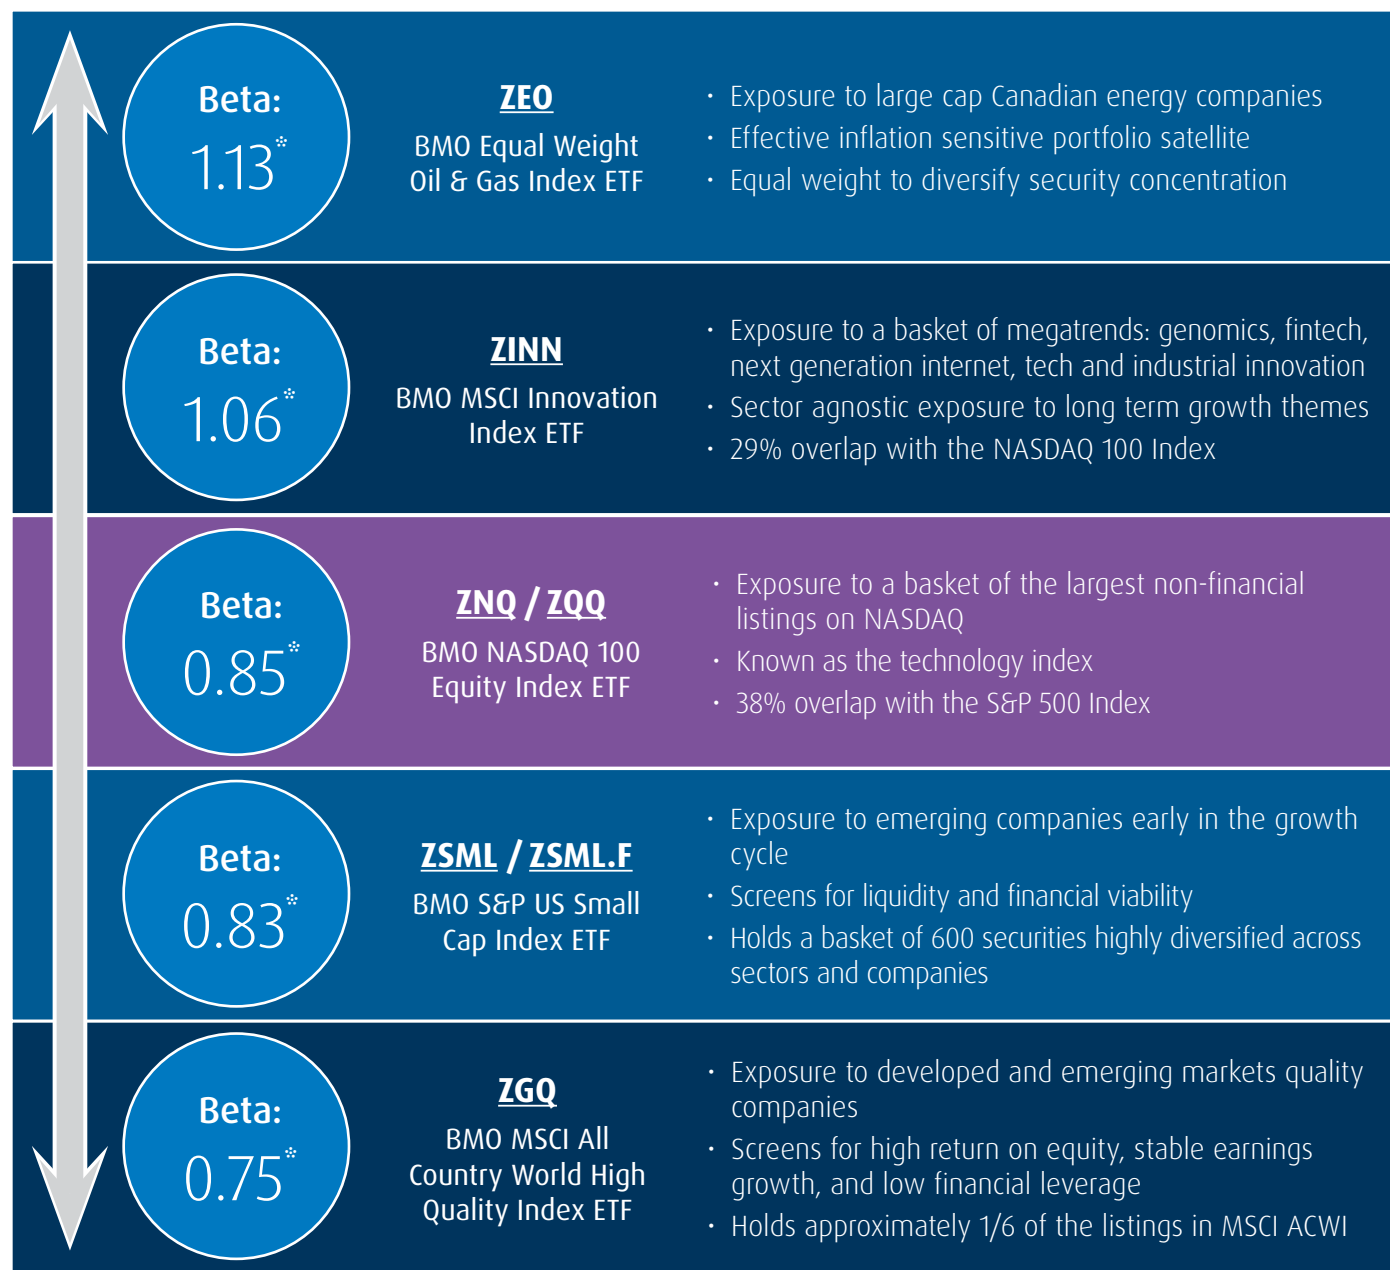 Beta:
1.13*
ZEO
BMO Equal Weight
Oil & Gas Index ETF
· Exposure to large cap Canadian energy companies
· Effective inflation sensitive portfolio satellite
· Equal weight to diversify security concentration
Beta:
1.06*
ZINN
BMO MSCI Innovation
Index ETF
· Exposure to a basket of megatrends: genomics, fintech,
next generation internet, tech and industrial innovation
· Sector agnostic exposure to long term growth themes
· 29% overlap with the NASDAQ 100 Index
Beta:
0.85*
ZNQ / ZQQ
BMO NASDAQ 100
Equity Index ETF
· Exposure to a basket of the largest non-financial
listings on NASDAQ
· Known as the technology index
· 38% overlap with the S&P 500 Index
Beta:
0.83*
ZSML / ZSML.F
BMO S&P US Small
Cap Index ETF
· Exposure to emerging companies early in the growth
cycle
· Screens for liquidity and financial viability
· Holds a basket of 600 securities highly diversified across
sectors and companies
Beta:
0.75*
ZGQ
BMO MSCI All
Country World High
Quality Index ETF
· Exposure to developed and emerging markets quality
companies
· Screens for high return on equity, stable earnings
growth, and low financial leverage
· Holds approximately 1/6 of the listings in MSCI ACWI